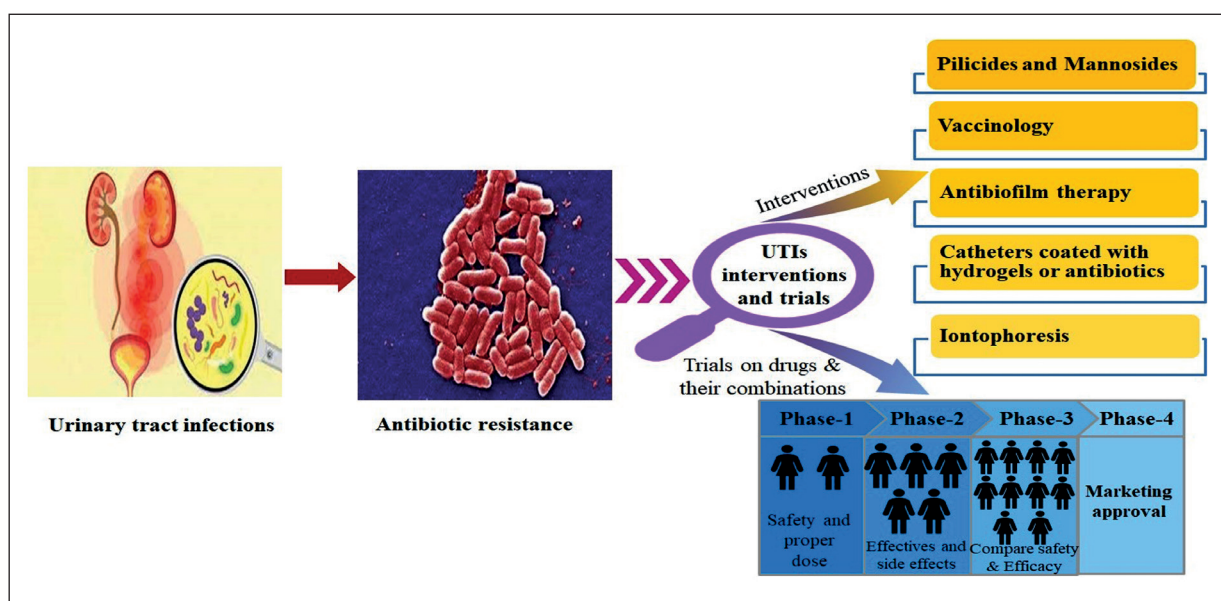 Urinary tract infections
Antibiotic resistance
UTIs
interventions
and trials
Interventions
Pilicides and Mannosides
Vaccinology
Antibiofilm therapy
Catheters coated with
hydrogels or antibiotics
Iontophoresis
Trials on drugs &
their combinations
Phase-1
Phase-2
Phase-3
Phase-4
Safety and
proper
dose
Effectives and
side effects
Compare safety
& Efficacy
Marketing
approval